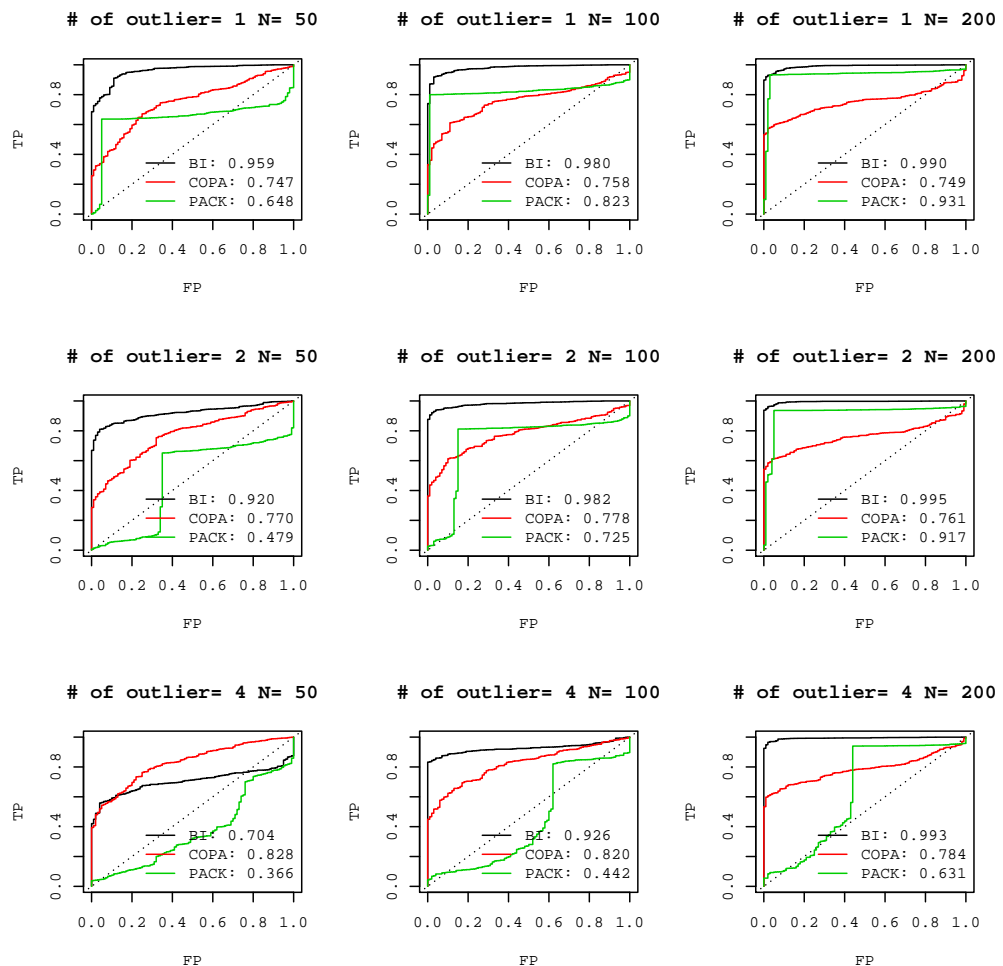 # of outlier= 1 N= 50
TP
0.0 0.4 0.8
BI: 0.959
COPA: 0.747
PACK: 0.648
0.0 0.2 0.4 0.6 0.8 1.0
FP
# of outlier= 1 N= 100
TP
0.0 0.4 0.8
BI: 0.980
COPA: 0.758
PACK: 0.823
0.0 0.2 0.4 0.6 0.8 1.0
FP
# of outlier= 1 N= 200
TP
0.0 0.4 0.8
BI: 0.990
COPA: 0.749
PACK: 0.931
0.0 0.2 0.4 0.6 0.8 1.0
FP
# of outlier= 2 N= 50
TP
0.0 0.4 0.8
BI: 0.920
COPA: 0.770
PACK: 0.479
0.0 0.2 0.4 0.6 0.8 1.0
FP
# of outlier= 2 N= 100
TP
0.0 0.4 0.8
BI: 0.982
COPA: 0.778
PACK: 0.725
0.0 0.2 0.4 0.6 0.8 1.0
FP
# of outlier= 2 N= 200
TP
0.0 0.4 0.8
BI: 0.995
COPA: 0.761
PACK: 0.917
0.0 0.2 0.4 0.6 0.8 1.0
FP
# of outlier= 4 N= 50
TP
0.0 0.4 0.8
BI: 0.704
COPA: 0.828
PACK: 0.366
0.0 0.2 0.4 0.6 0.8 1.0
FP
# of outlier= 4 N= 100
TP
0.0 0.4 0.8
BI: 0.926
COPA: 0.820
PACK: 0.442
0.0 0.2 0.4 0.6 0.8 1.0
FP
# of outlier= 4 N= 200
TP
0.0 0.4 0.8
BI: 0.993
COPA: 0.784
PACK: 0.631
0.0 0.2 0.4 0.6 0.8 1.0
FP